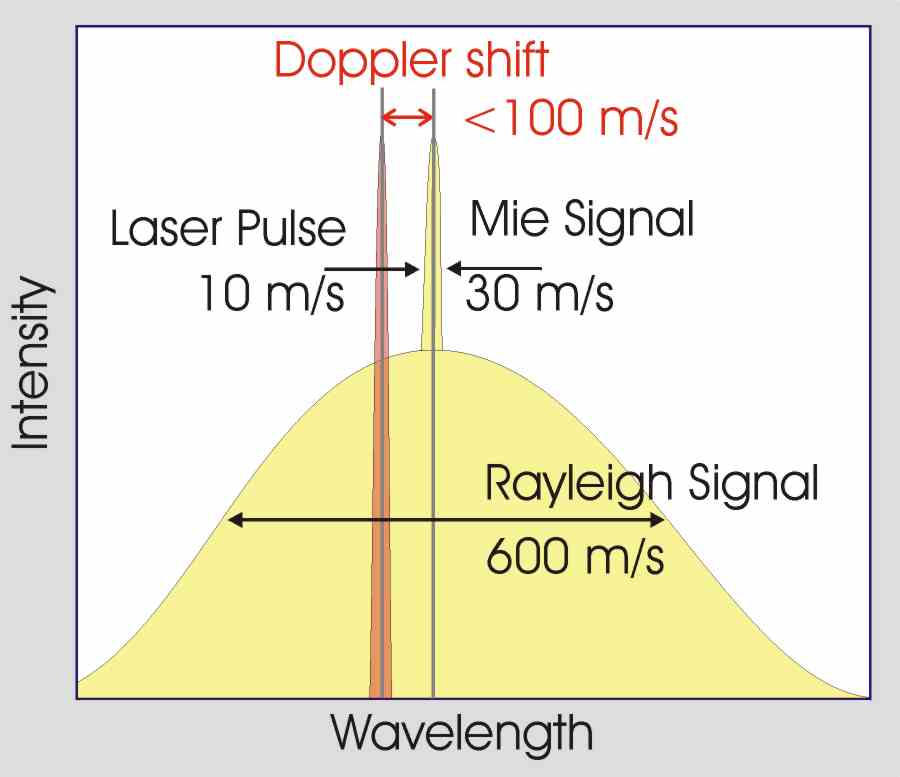 Doppler shift
<100 m/s
Laser Pulse
10 m/s
Mie Signal
30 m/s
Rayleigh Signal
600 m/s
Intensity
Wavelength